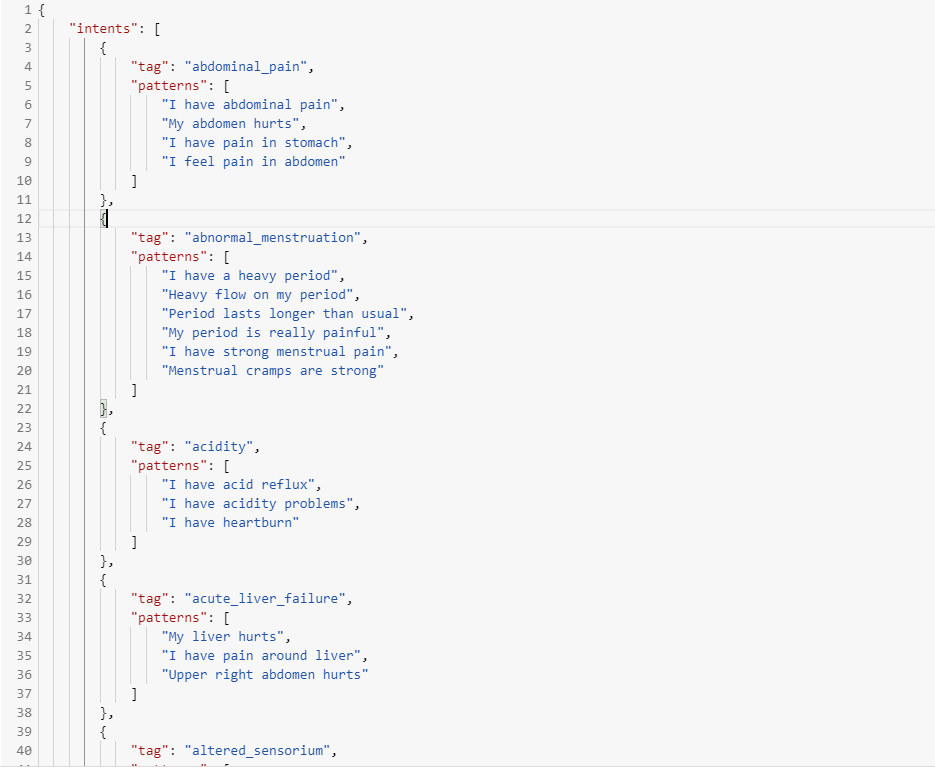 1 {
2 "intents": [
3 {
4 "tag": "abdominal_pain",
5 "patterns": [
6 "I have abdominal pain",
7 "My abdomen hurts",
8 "I have pain in stomach",
9 "I feel pain in abdomen"
10 ]
11 },
12 {
13 "tag": "abnormal_menstruation",
14 "patterns": [
15 "I have a heavy period",
16 "Heavy flow on my period",
17 "Period lasts longer than usual",
18 "My period is really painful",
19 "I have strong menstrual pain",
20 "Menstrual cramps are strong"
21 ]
22 },
23 {
24 "tag": "acidity",
25 "patterns": [
26 "I have acid reflux",
27 "I have acidity problems",
28 "I have heartburn"
29 ]
30 },
31 {
32 "tag": "acute_liver_failure",
33 "patterns": [
34 "My liver hurts",
35 "I have pain around liver",
36 "Upper right abdomen hurts"
37 ]
38 },
39 {
40 "tag": "altered_sensorium",